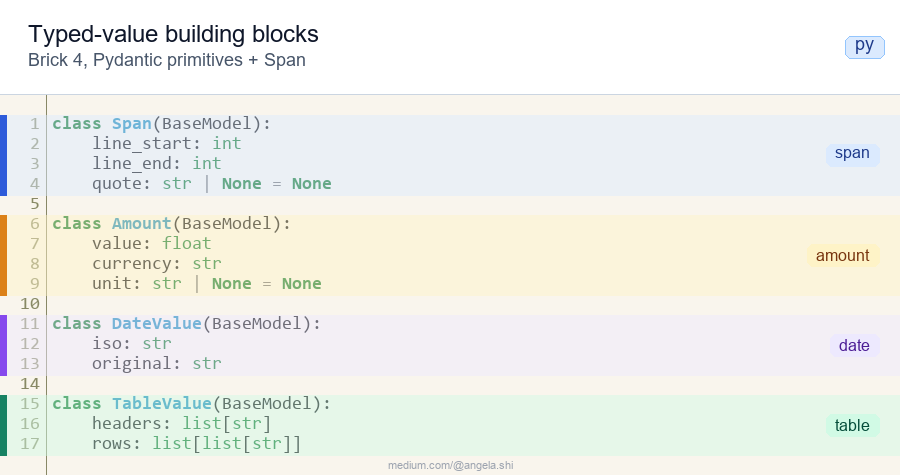 Typed-value building blocks
Brick 4, Pydantic primitives + Span
py
1 class Span(BaseModel):
2     line_start: int
3     line_end: int
span
4     quote: str | None = None
5
6 class Amount(BaseModel):
7     value: float
8     currency: str
amount
9     unit: str | None = None
10
11 class DateValue(BaseModel):
12     iso: str
date
13     original: str
14
15 class TableValue(BaseModel):
16     headers: list[str]
table
17     rows: list[list[str]]
medium.com/@angela.shi